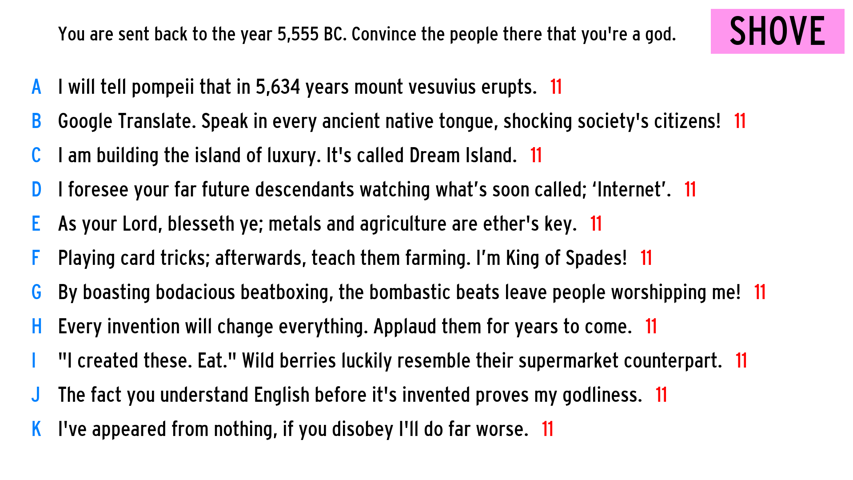 You are sent back to the year 5,555 BC. Convince the people there that you're a god.
SHOVE
A I will tell pompeii that in 5,634 years mount vesuvius erupts. 11
B Google Translate. Speak in every ancient native tongue, shocking society's citizens! 11
C I am building the island of luxury. It's called Dream Island. 11
D I foresee your far future descendants watching what’s soon called; ‘Internet’. 11
E As your Lord, blesseth ye; metals and agriculture are ether's key. 11
F Playing card tricks; afterwards, teach them farming. I’m King of Spades! 11
G By boasting bodacious beatboxing, the bombastic beats leave people worshipping me! 11
H Every invention will change everything. Applaud them for years to come. 11
I "I created these. Eat." Wild berries luckily resemble their supermarket counterpart. 11
J The fact you understand English before it's invented proves my godliness. 11
K I've appeared from nothing, if you disobey I'll do far worse. 11